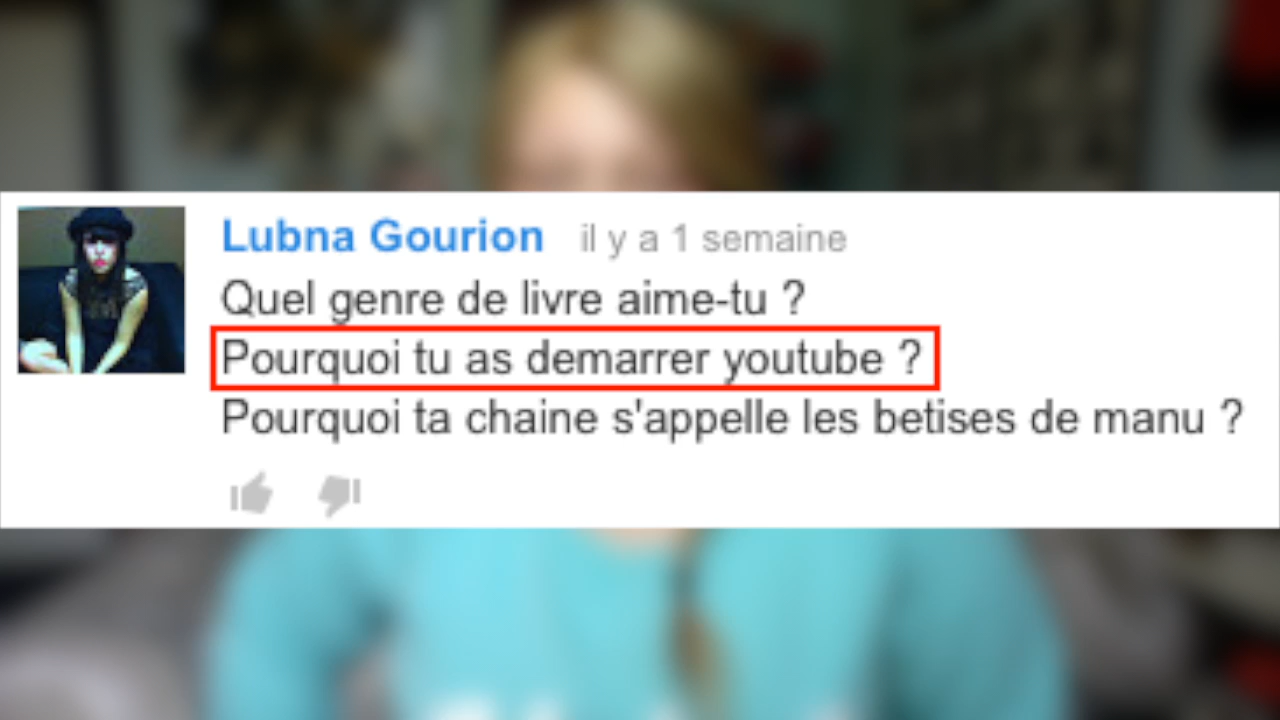 Lubna Gourion il y a 1 semaine
Quel genre de livre aime-tu ?
Pourquoi tu as demarrer youtube ?
Pourquoi ta chaine s'appelle les betises de manu ?